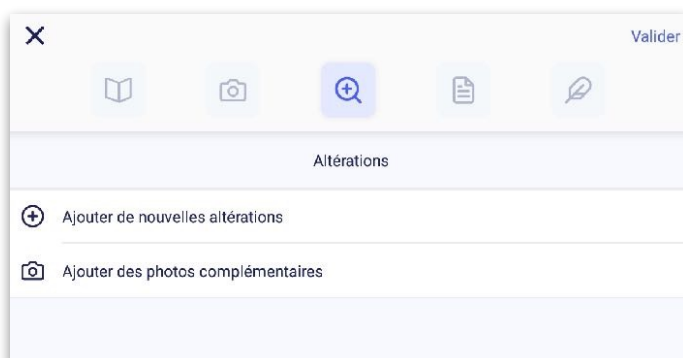 Valider
Altérations
Ajouter de nouvelles altérations
Ajouter des photos complémentaires